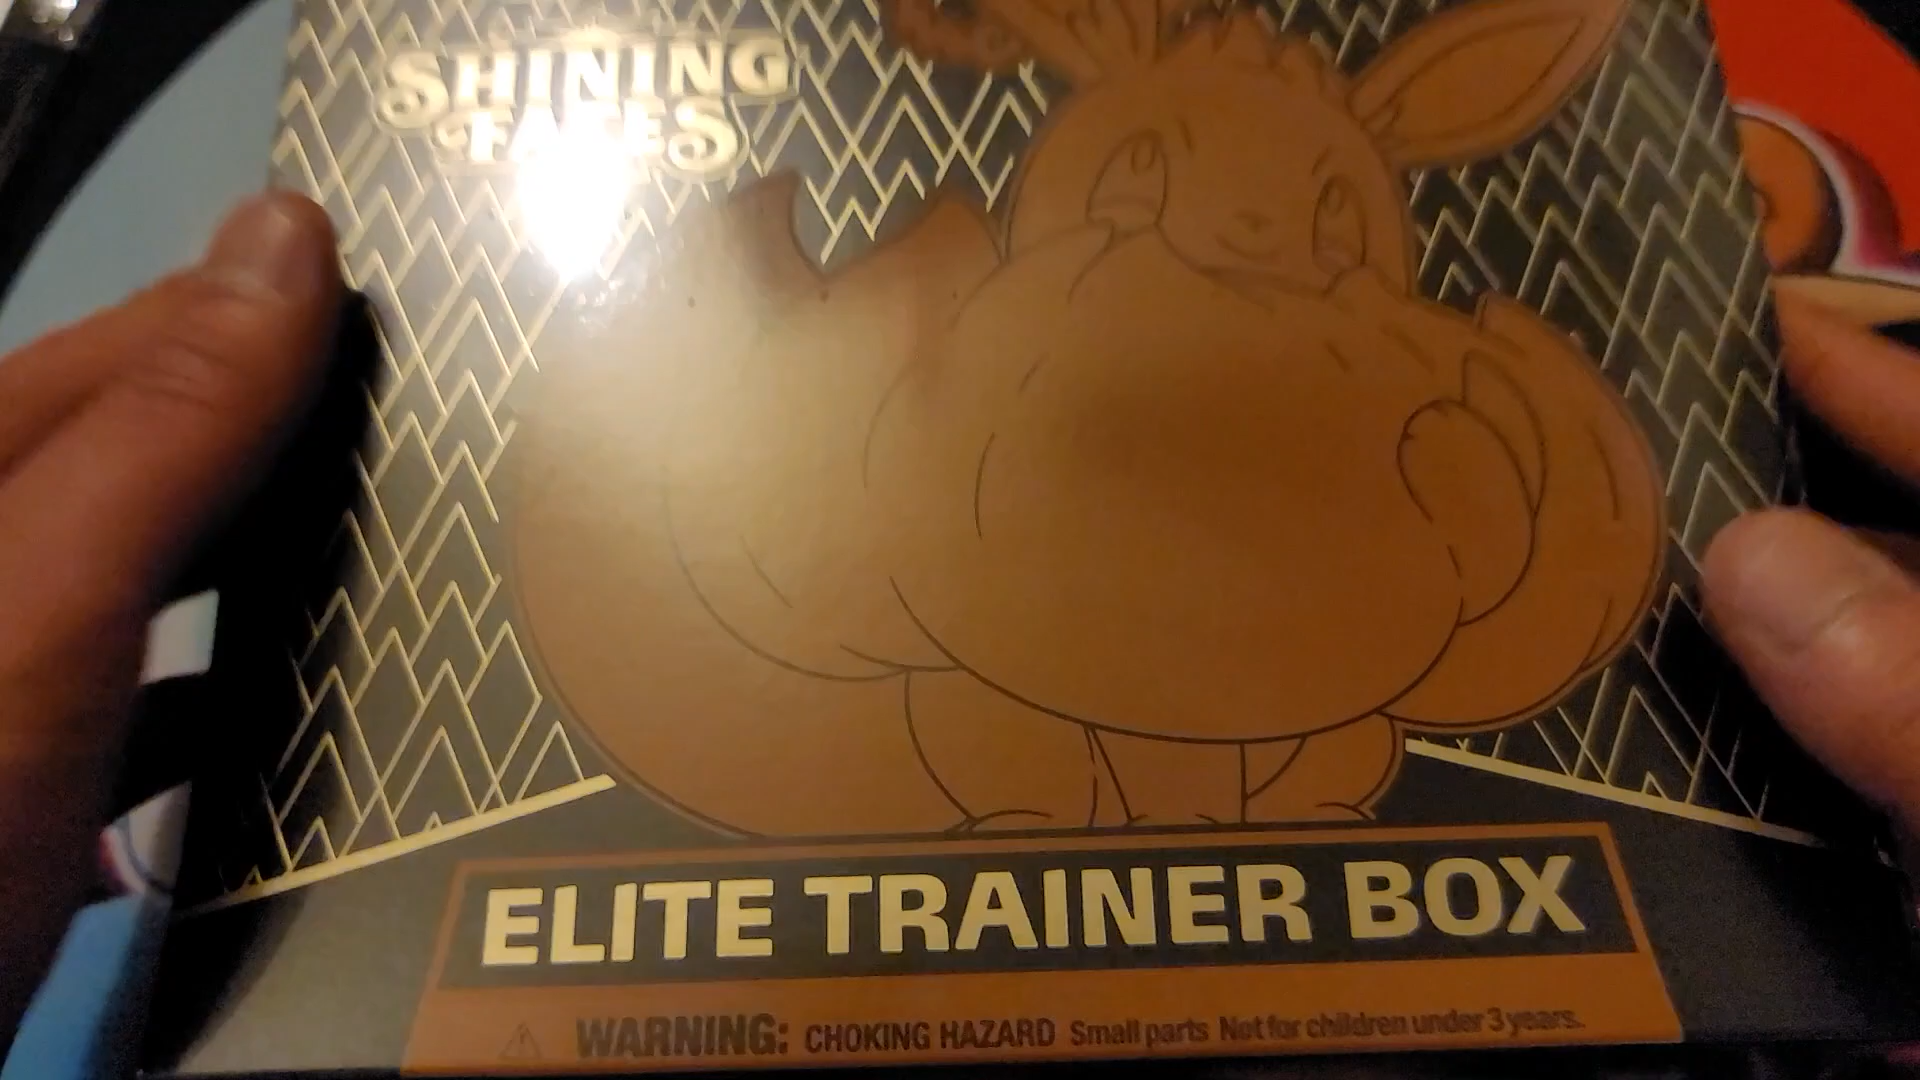 SHINING
FATES
ELITE TRAINER BOX
WARNING: CHOKING HAZARD Small parts Not for children under 3 years.